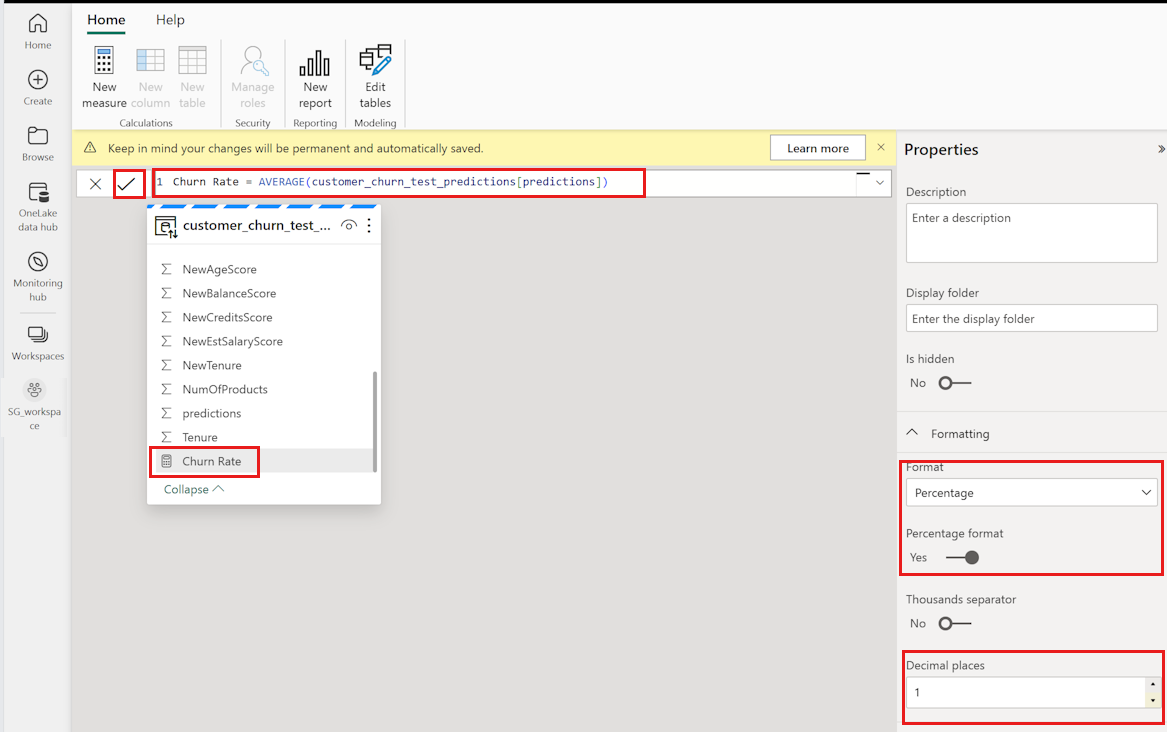 Home
Create
Browse
OneLake
data hub
Monitoring
hub
Workspaces
SG_workspa
ce
Home Help
New
measure
New
column
New
table
Calculations
Manage
roles
Security
New
report
Reporting
Edit
tables
Modeling
Keep in mind your changes will be permanent and automatically saved.
Learn more
1 Churn Rate = AVERAGE(customer_churn_test_predictions[predictions])
customer_churn_test_...
NewAgeScore
NewBalanceScore
NewCreditsScore
NewEstSalaryScore
NewTenure
NumOfProducts
predictions
Tenure
Churn Rate
Collapse
Properties
Description
Enter a description
Display folder
Enter the display folder
Is hidden
No
Formatting
Format
Percentage
Percentage format
Yes
Thousands separator
No
Decimal places
1